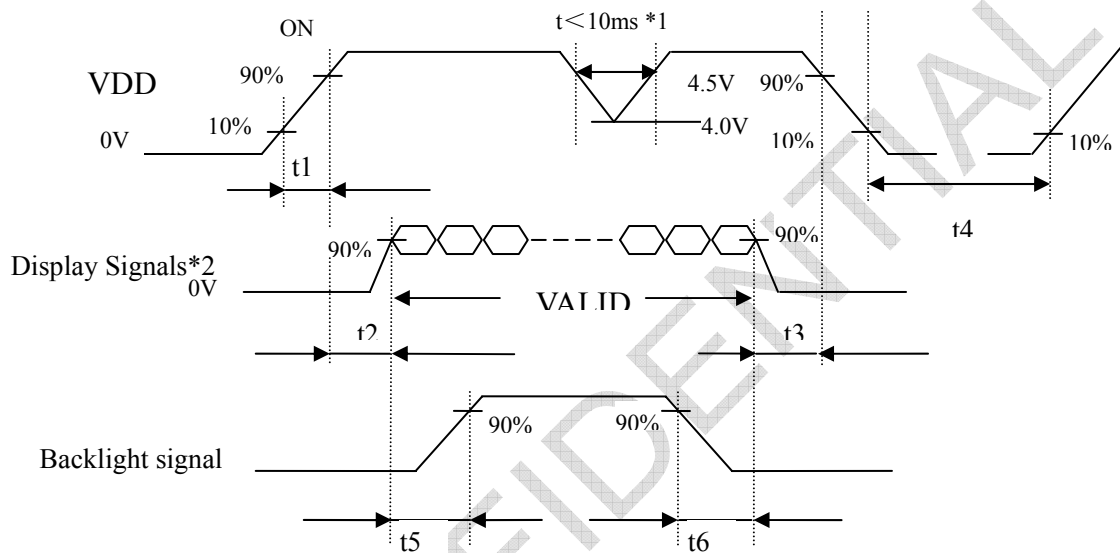 ON
t<10ms *1
90%
VDD
4.5V
90%
10%
0V
4.0V
10%
10%
t1
t4
90%
90%
Display Signals*2
0V
VALID
t2
t3
90%
90%
Backlight signal
t5
t6
FIDENTIAL